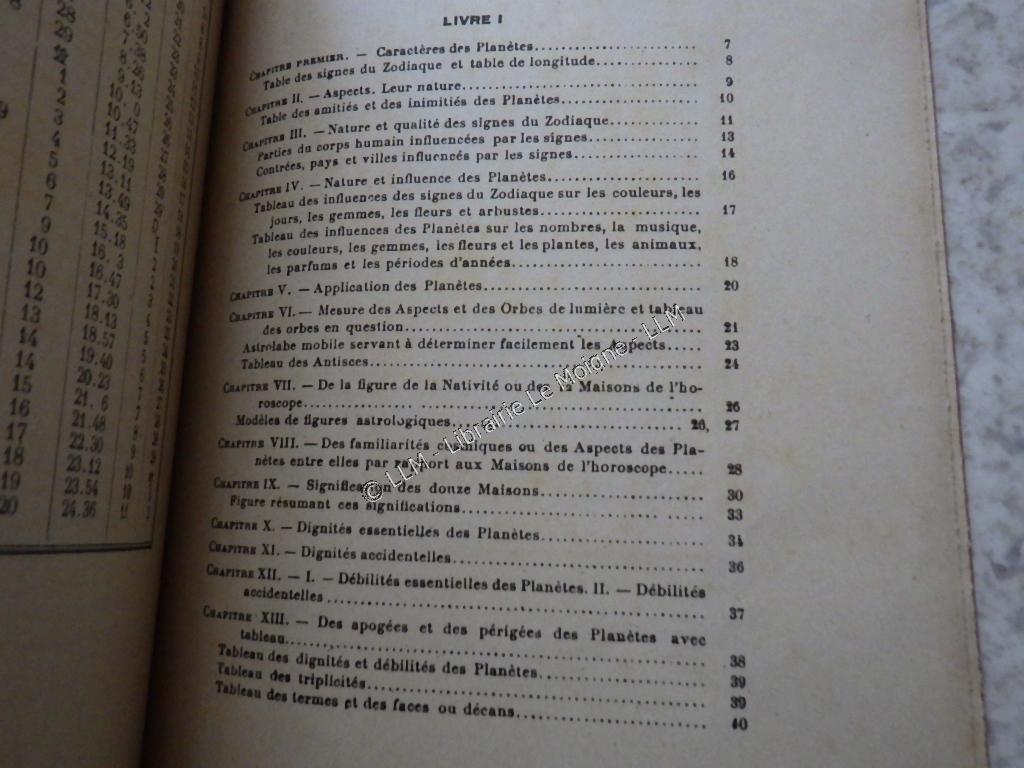 LIVRE I
CHAPITRE PREMIER. — Caractères des Planètes 7
Table des signes du Zodiaque et table de longitude 8
CHAPITRE II. — Aspects. Leur nature 9
Table des amitiés et des inimitiés des Planètes 10
CHAPITRE III. — Nature et qualité des signes du Zodiaque 11
Parties du corps humain influencées par les signes 13
Contrées, pays et villes influencés par les signes 14
CHAPITRE IV. — Nature et influence des Planètes 16
Tableau des influences des signes du Zodiaque sur les couleurs, les
jours, les gemmes, les fleurs et arbustes 17
Tableau des influences des Planètes sur les nombres, la musique,
les couleurs, les gemmes, les fleurs et les plantes, les animaux,
les parfums et les périodes d'années 18
CHAPITRE V. — Application des Planètes 20
CHAPITRE VI. — Mesure des Aspects et des Orbes de lumière et tableau
des orbes en question 21
Astrolabe mobile servant à déterminer facilement les Aspects 23
Tableau des Antisces 24
CHAPITRE VII. — De la figure de la Nativité ou des 12 Maisons de l'ho-
roscope 26
Modèles de figures astrologiques 26, 27
CHAPITRE VIII. — Des familiarités cosmiques ou des Aspects des Pla-
nètes entre elles par rapport aux Maisons de l'horoscope 28
CHAPITRE IX. — Signification des douze Maisons 30
Figure résumant ces significations 33
CHAPITRE X. — Dignités essentielles des Planètes 34
CHAPITRE XI. — Dignités accidentelles 36
CHAPITRE XII. — I. — Débilités essentielles des Planètes. II. — Débilités
accidentelles 37
CHAPITRE XIII. — Des apogées et des périgées des Planètes avec
tableau 38
Tableau des dignités et débilités des Planètes 39
Tableau des triplicités 39
Tableau des termes et des faces ou décans 40
© LLM - Librairie Le Moigne - LLM